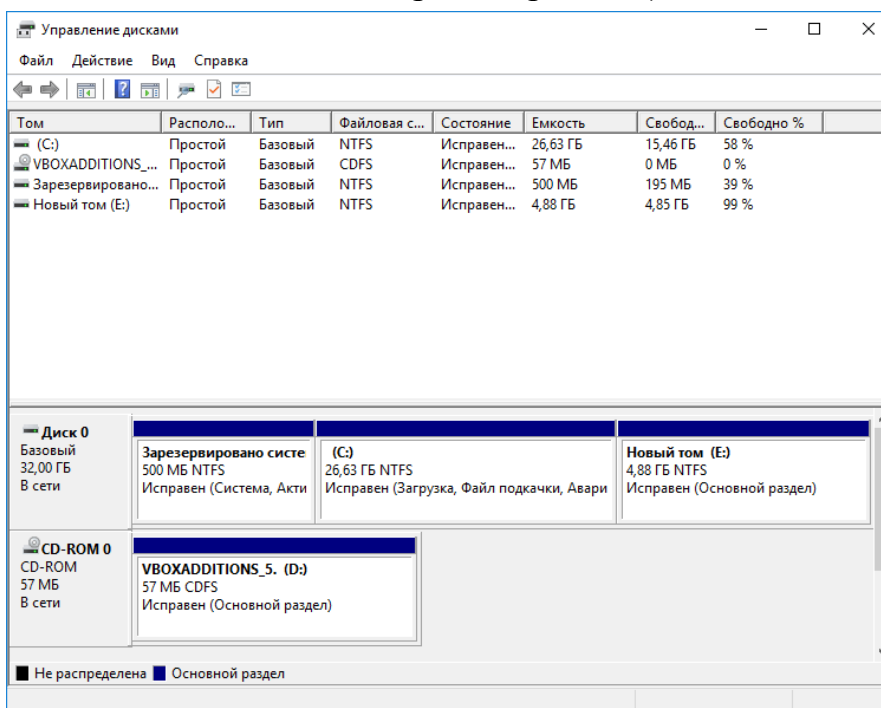 Управление дисками
Файл Действие Вид Справка
Том Располо... Тип Файловая с... Состояние Емкость Свобод... Свободно %
(C:) Простой Базовый NTFS Исправен... 26,63 ГБ 15,46 ГБ 58 %
VBOXADDITIONS_... Простой Базовый CDFS Исправен... 57 МБ 0 МБ 0 %
Зарезервировано... Простой Базовый NTFS Исправен... 500 МБ 195 МБ 39 %
Новый том (E:) Простой Базовый NTFS Исправен... 4,88 ГБ 4,85 ГБ 99 %
Диск 0
Базовый
32,00 ГБ
В сети
Зарезервировано систе
500 МБ NTFS
Исправен (Система, Акти
(C:)
26,63 ГБ NTFS
Исправен (Загрузка, Файл подкачки, Авари
Новый том (E:)
4,88 ГБ NTFS
Исправен (Основной раздел)
CD-ROM 0
CD-ROM
57 МБ
В сети
VBOXADDITIONS_5. (D:)
57 МБ CDFS
Исправен (Основной раздел)
Не распределена Основной раздел